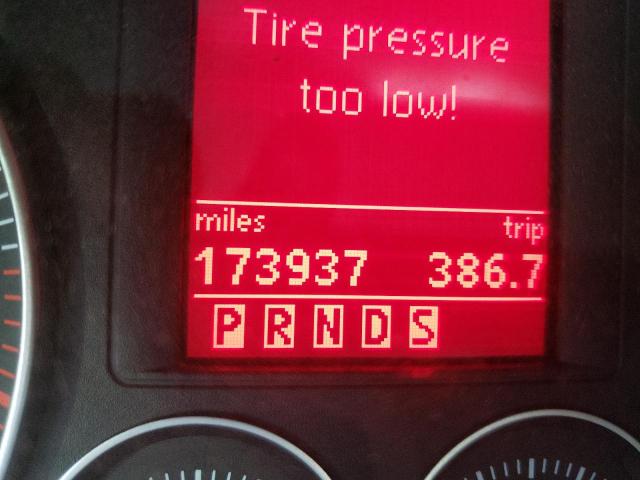 Tire pressure
too low!
miles trip
173937 386.7
P R N D S